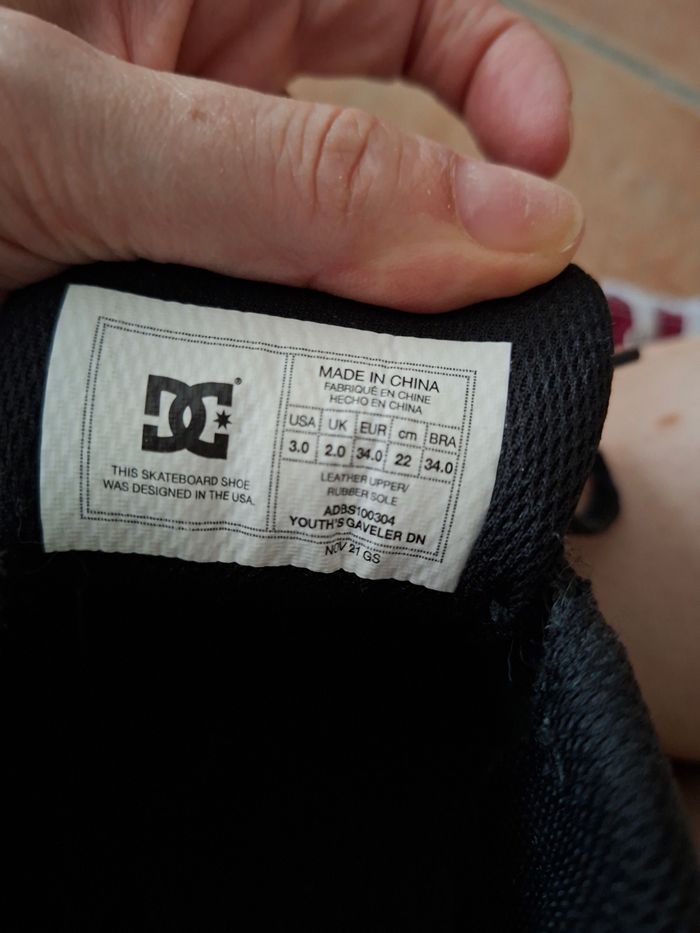 DC®
THIS SKATEBOARD SHOE
WAS DESIGNED IN THE USA.
MADE IN CHINA
FABRIQUÉ EN CHINE
HECHO EN CHINA
USA UK EUR cm BRA
3.0 2.0 34.0 22 34.0
LEATHER UPPER/
RUBBER SOLE
ADBS100304
YOUTH'S GAVELER DN
NOV 21 GS